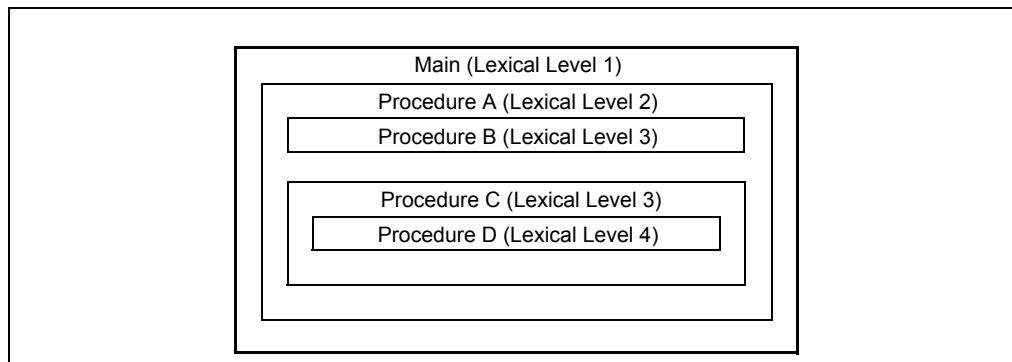 Main (Lexical Level 1)
Procedure A (Lexical Level 2)
Procedure B (Lexical Level 3)
Procedure C (Lexical Level 3)
Procedure D (Lexical Level 4)